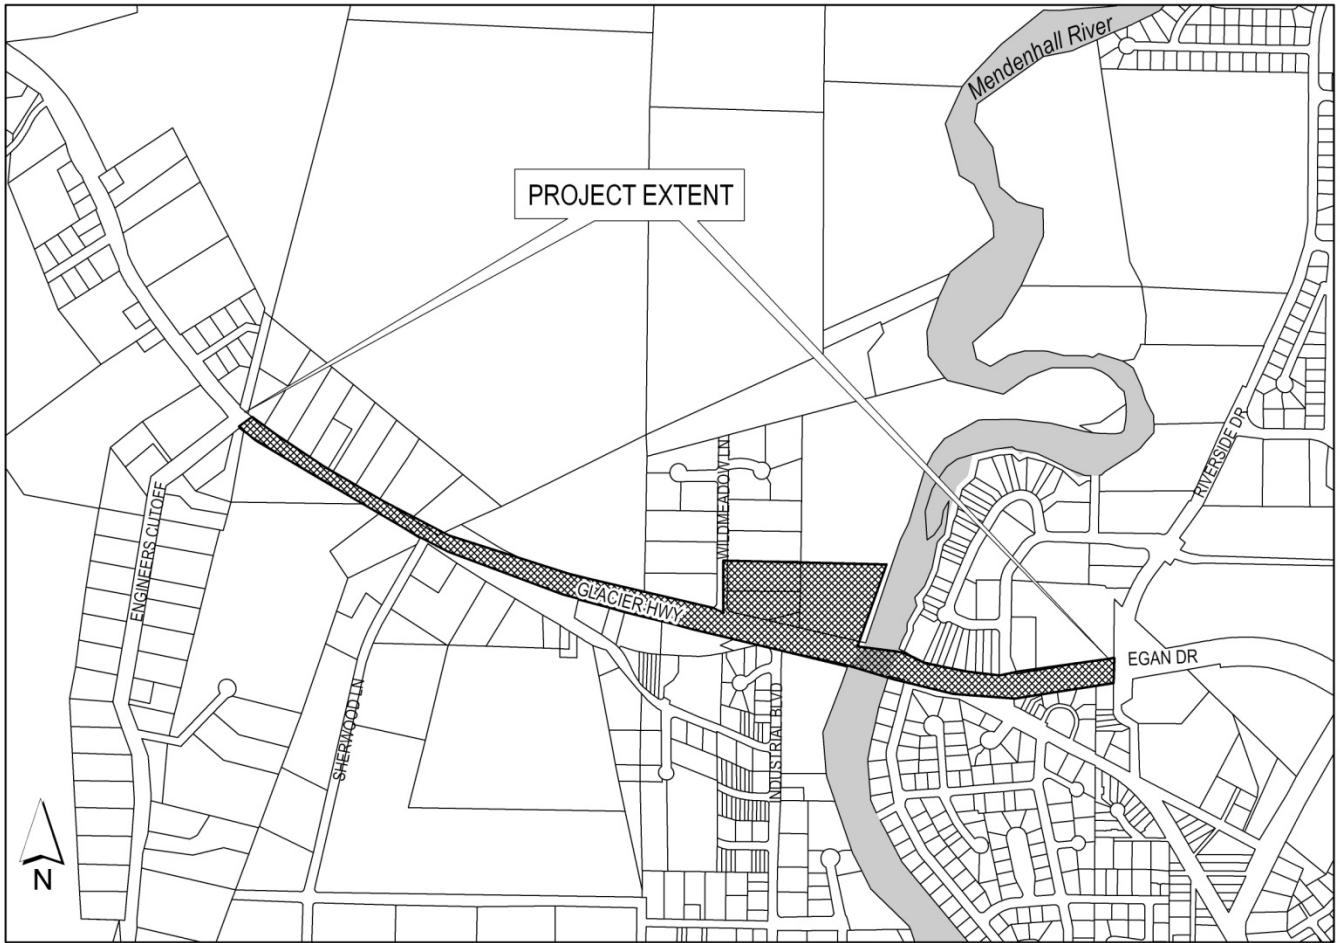 Mendenhall River
PROJECT EXTENT
RIVERSIDE DR
WILDMEADOW LN
ENGINEERS CUTOFF
GLACIER HWY
EGAN DR
SHERWOOD LN
INDUSTRIAL BLVD
N